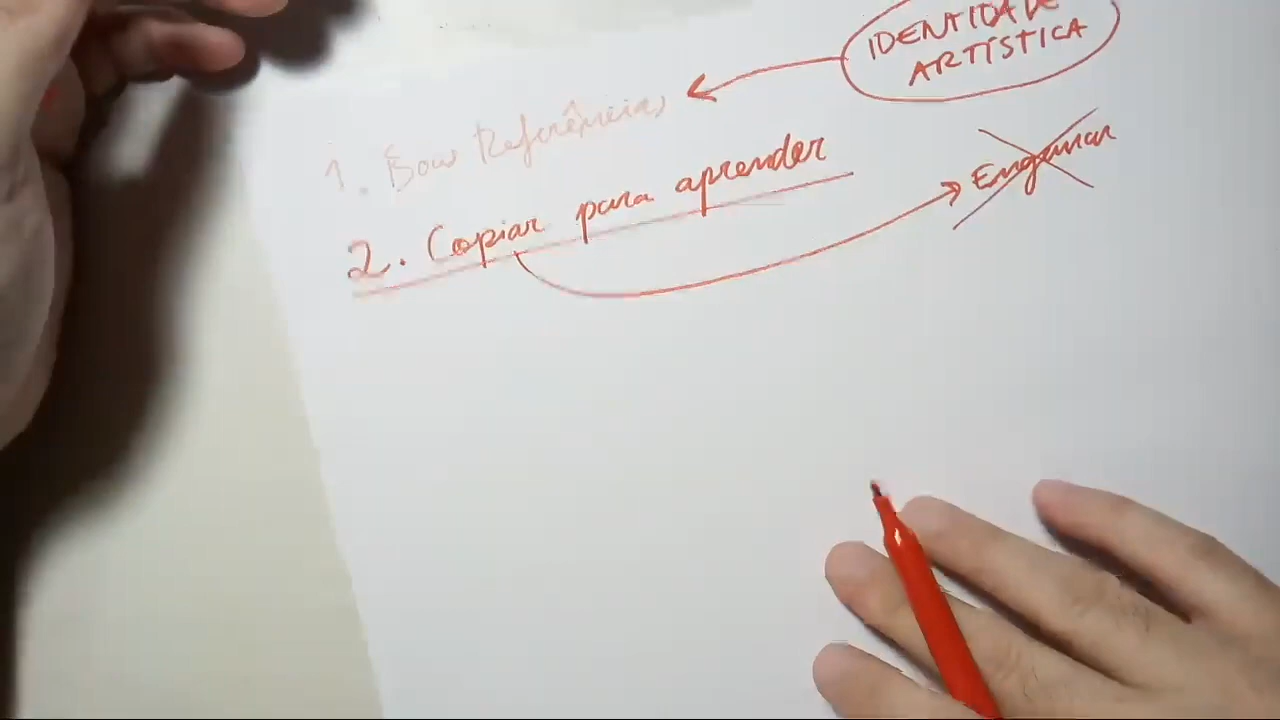 IDENTIDADE
ARTÍSTICA
1. Boas Referências
2. Copiar para aprender
Enganar